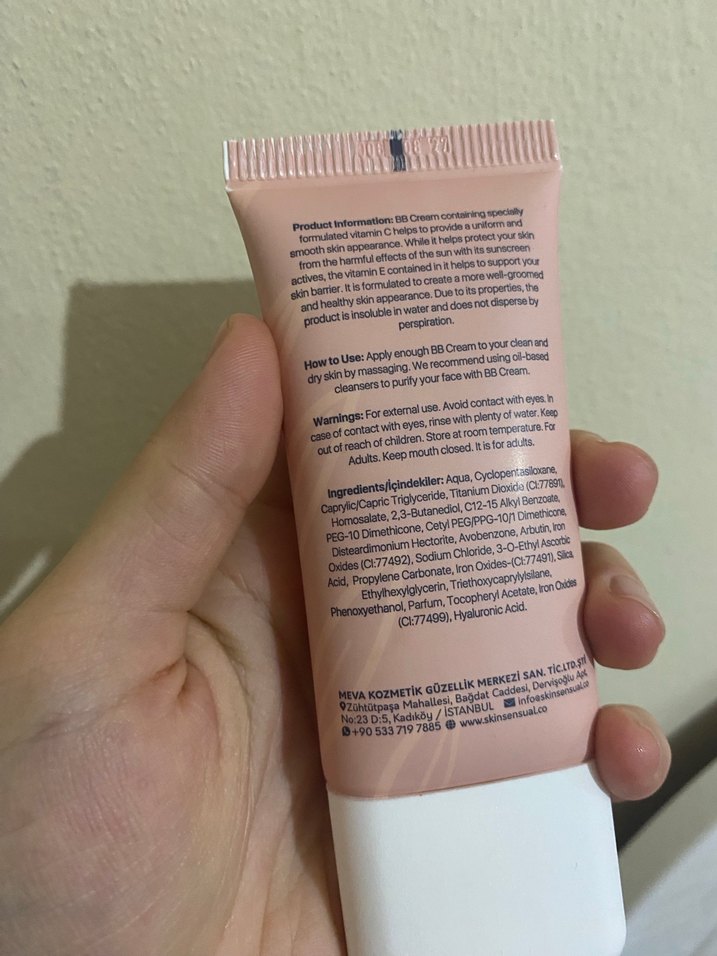 Product Information: BB Cream containing specially
formulated vitamin C helps to provide a uniform and
smooth skin appearance. While it helps protect your skin
from the harmful effects of the sun with its sunscreen
actives, the vitamin E contained in it helps to support your
skin barrier. It is formulated to create a more well-groomed
and healthy skin appearance. Due to its properties, the
product is insoluble in water and does not disperse by
perspiration.
How to Use: Apply enough BB Cream to your clean and
dry skin by massaging. We recommend using oil-based
cleansers to purify your face with BB Cream.
Warnings: For external use. Avoid contact with eyes. In
case of contact with eyes, rinse with plenty of water. Keep
out of reach of children. Store at room temperature. For
Adults. Keep mouth closed. It is for adults.
Ingredients/İçindekiler: Aqua, Cyclopentasiloxane,
Caprylic/Capric Triglyceride, Titanium Dioxide (CI:77891),
Homosalate, 2,3-Butanediol, C12-15 Alkyl Benzoate,
PEG-10 Dimethicone, Cetyl PEG/PPG-10/1 Dimethicone,
Disteardimonium Hectorite, Avobenzone, Arbutin, Iron
Oxides (CI:77492), Sodium Chloride, 3-O-Ethyl Ascorbic
Acid, Propylene Carbonate, Iron Oxides-(CI:77491), Silica,
Ethylhexylglycerin, Triethoxycaprylylsilane,
Phenoxyethanol, Parfum, Tocopheryl Acetate, Iron Oxides
(CI:77499), Hyaluronic Acid.
MEVA KOZMETİK GÜZELLİK MERKEZİ SAN. TİC.LTD.ŞTİ
Zühtütpaşa Mahallesi, Bağdat Caddesi, Dervişoğlu Apt,
No:23 D:5, Kadıköy / İSTANBUL info@skinsensual.co
+90 533 719 7885 www.skinsensual.co